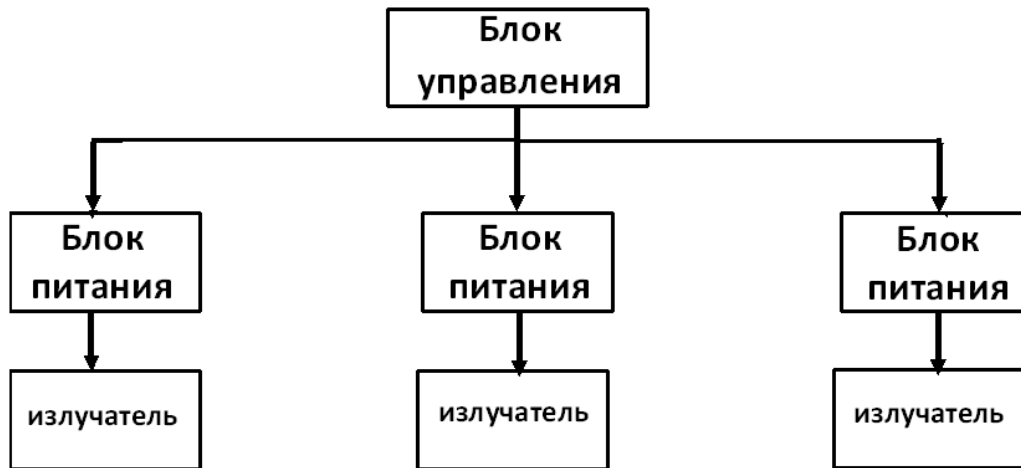 Блок
управления
Блок
питания
Блок
питания
Блок
питания
излучатель
излучатель
излучатель